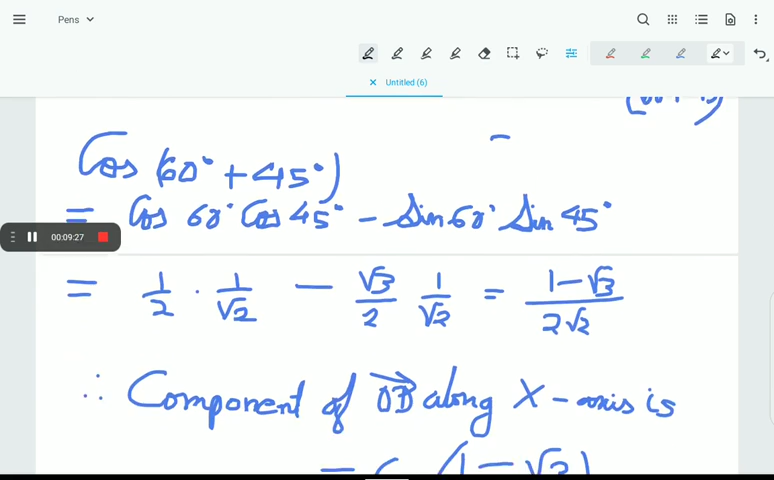 Pens
Untitled (6)
Cos (60° + 45°)
= Cos 60° Cos 45° - Sin 60° Sin 45°
00:09:27
= 1/2 · 1/√2 - √3/2 1/√2 = 1-√3/2√2
∴ Component of OB along X-axis is